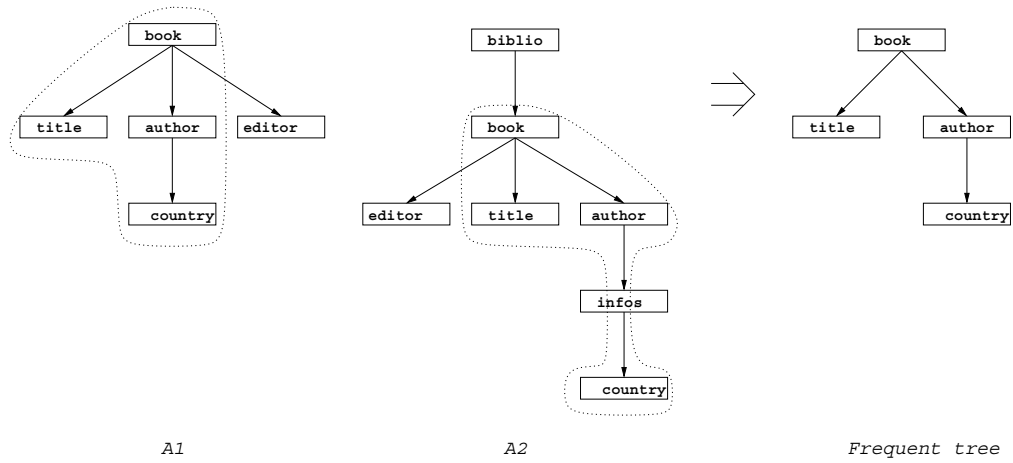 book
title
author
editor
country
A1
biblio
book
editor
title
author
infos
country
A2
book
title
author
country
Frequent tree